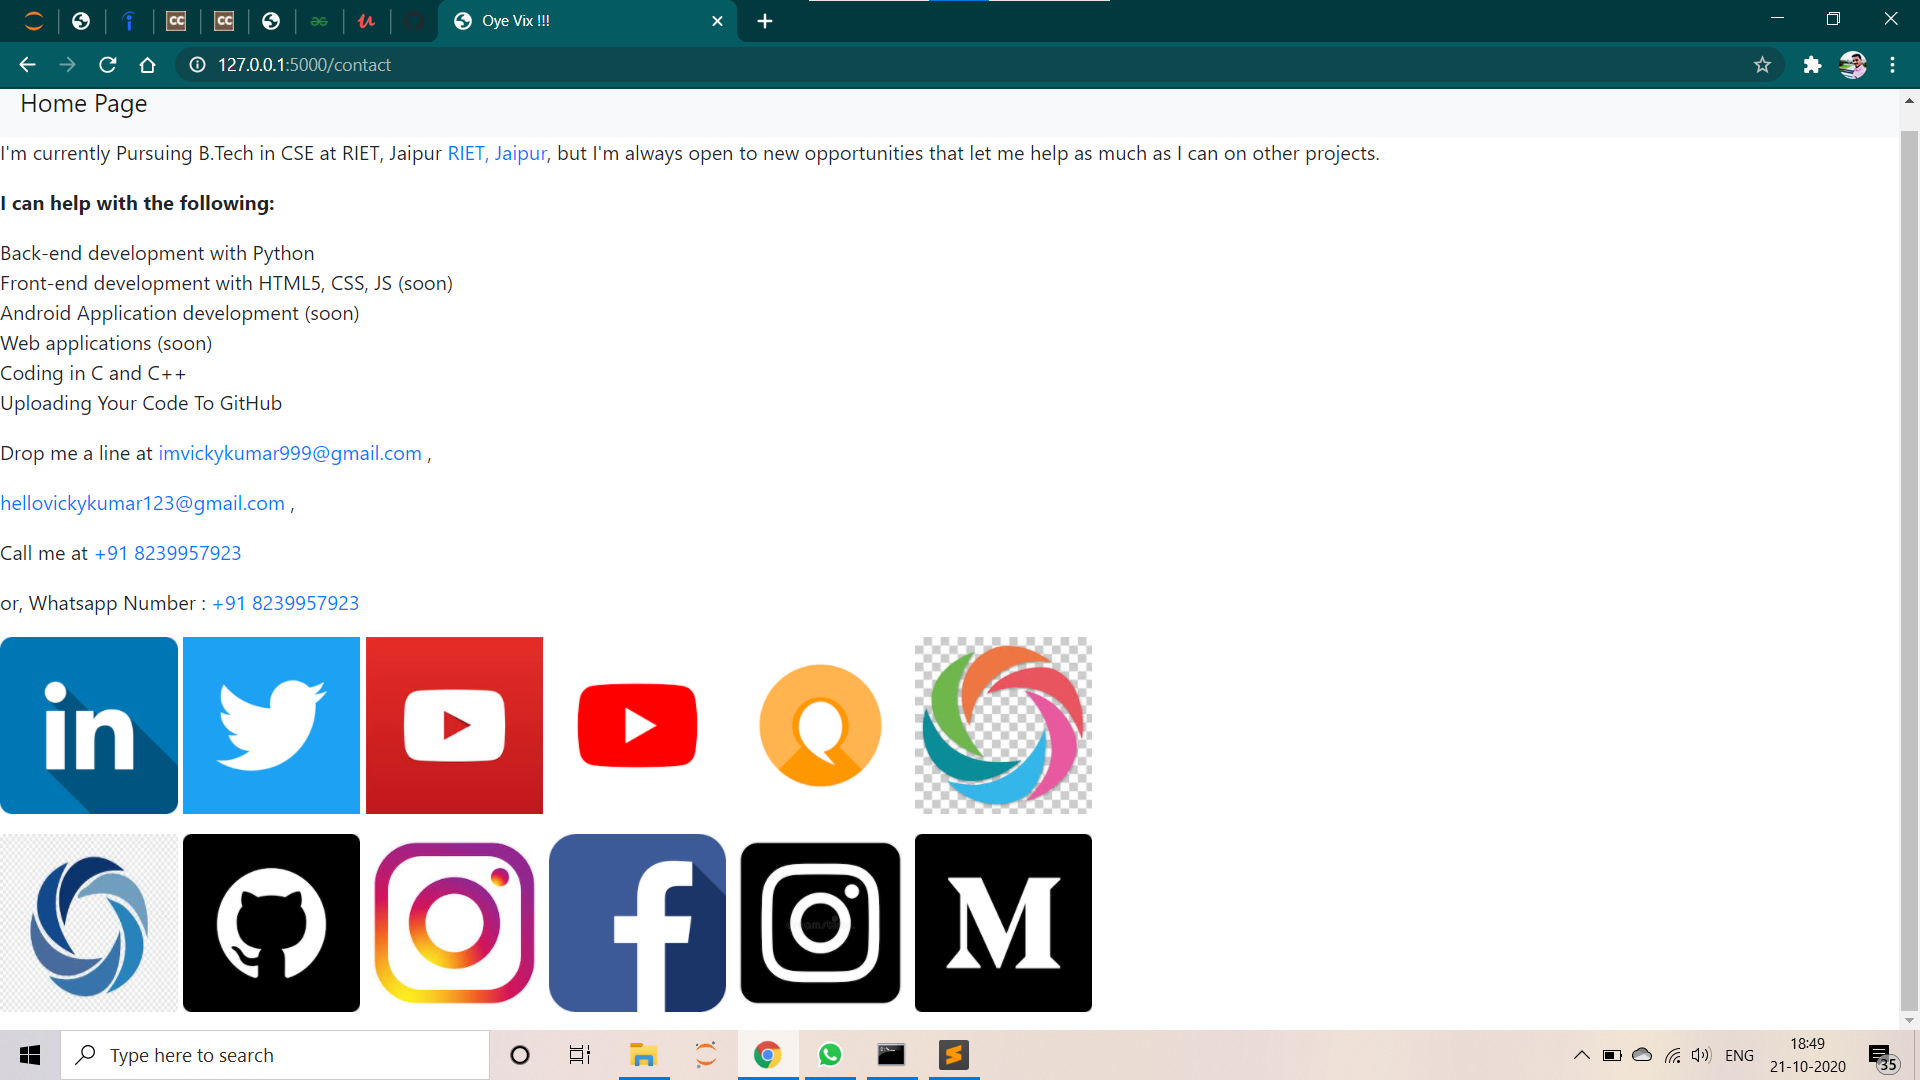 Oye Vix !!!
127.0.0.1:5000/contact
Home Page
I'm currently Pursuing B.Tech in CSE at RIET, Jaipur RIET, Jaipur, but I'm always open to new opportunities that let me help as much as I can on other projects.
I can help with the following:
Back-end development with Python
Front-end development with HTML5, CSS, JS (soon)
Android Application development (soon)
Web applications (soon)
Coding in C and C++
Uploading Your Code To GitHub
Drop me a line at imvickykumar999@gmail.com ,
hellovickykumar123@gmail.com ,
Call me at +91 8239957923
or, Whatsapp Number : +91 8239957923
in
f
M
Type here to search
ENG
18:49
21-10-2020
35